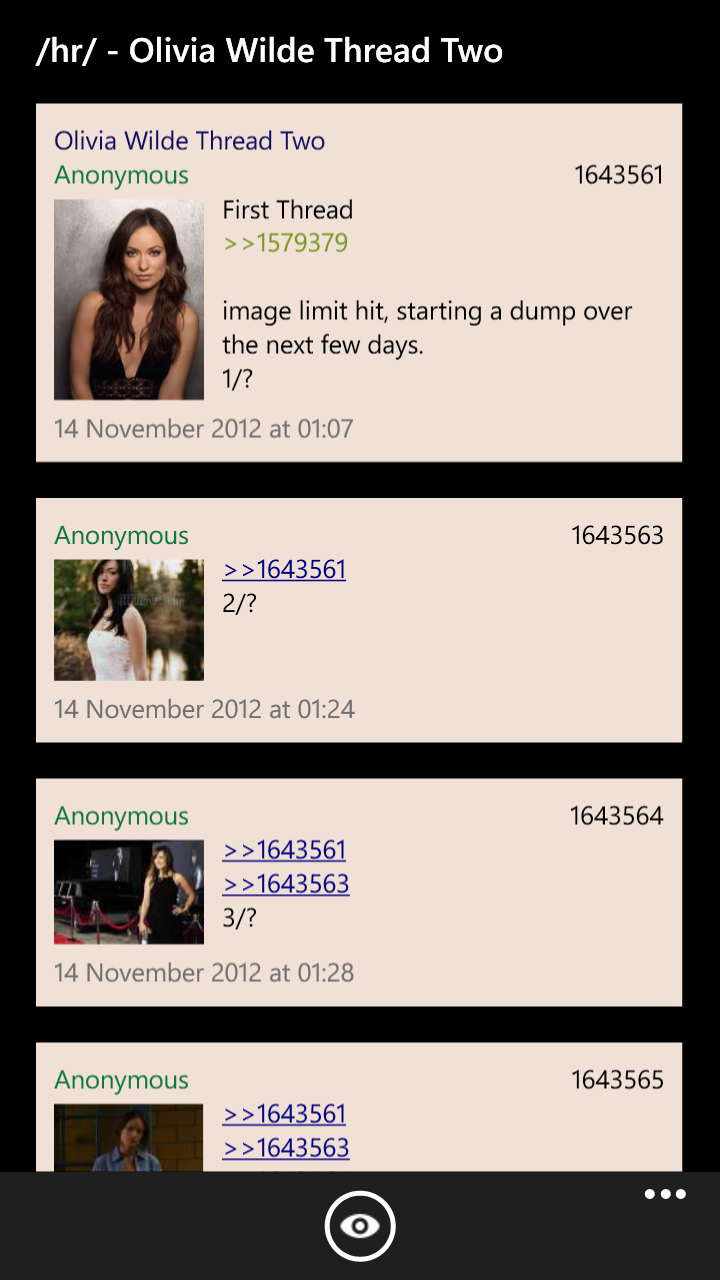 /hr/ - Olivia Wilde Thread Two
Olivia Wilde Thread Two
Anonymous 1643561
First Thread
>>1579379
image limit hit, starting a dump over
the next few days.
1/?
14 November 2012 at 01:07
Anonymous 1643563
>>1643561
2/?
14 November 2012 at 01:24
Anonymous 1643564
>>1643561
>>1643563
3/?
14 November 2012 at 01:28
Anonymous 1643565
>>1643561
>>1643563